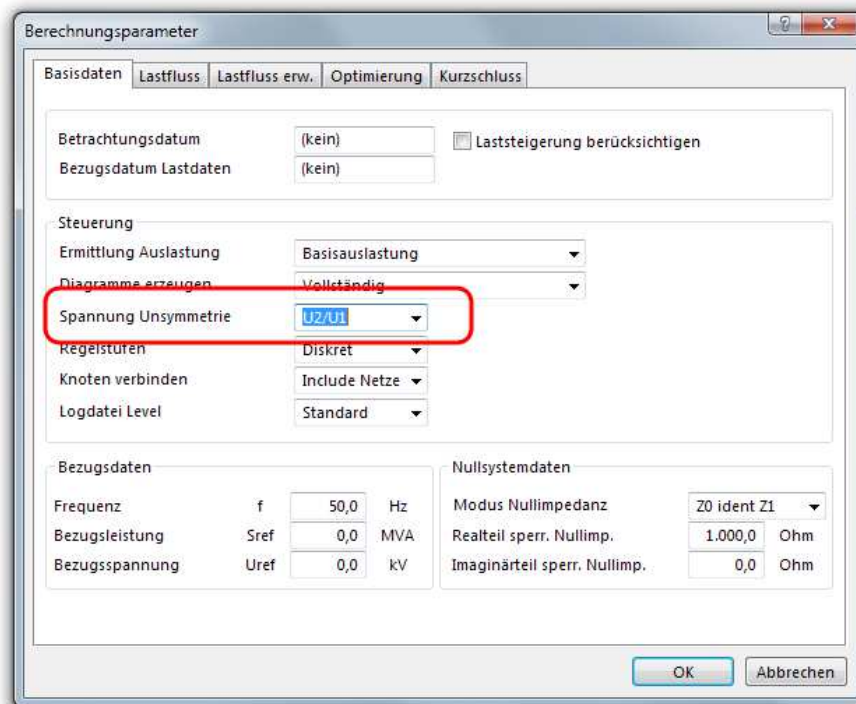 Berechnungsparameter
Basisdaten Lastfluss Lastfluss erw. Optimierung Kurzschluss
Betrachtungsdatum (kein) Laststeigerung berücksichtigen
Bezugsdatum Lastdaten (kein)
Steuerung
Ermittlung Auslastung Basisauslastung
Diagramme erzeugen Vollständig
Spannung Unsymmetrie U2/U1
Regelstufen Diskret
Knoten verbinden Include Netze
Logdatei Level Standard
Bezugsdaten Nullsystemdaten
Frequenz f 50,0 Hz Modus Nullimpedanz Z0 ident Z1
Bezugsleistung Sref 0,0 MVA Realteil sperr. Nullimp. 1.000,0 Ohm
Bezugsspannung Uref 0,0 kV Imaginärteil sperr. Nullimp. 0,0 Ohm
OK Abbrechen